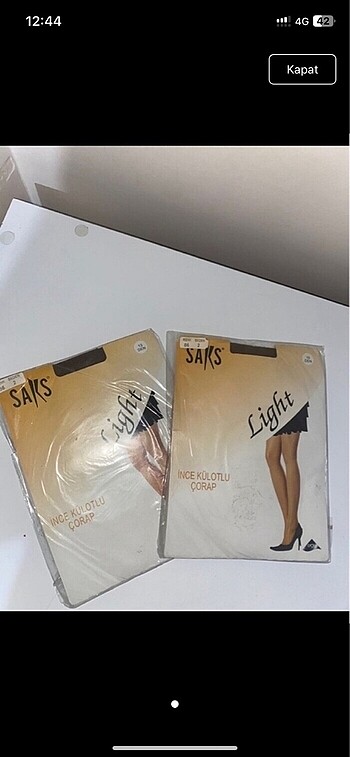 12:44
4G 42
Kapat
SAKS
Light
İNCE KÜLOTLU
ÇORAP
SAKS
Light
İNCE KÜLOTLU
ÇORAP